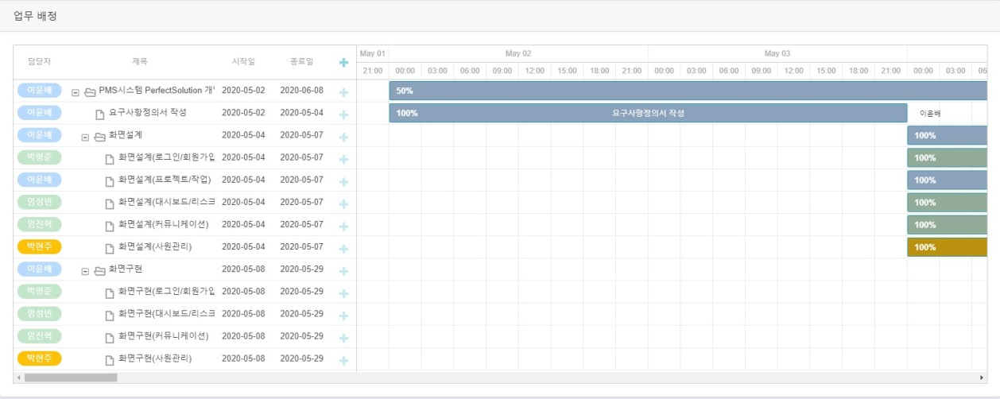 업무 배정
담당자 제목 시작일 종료일
May 01 May 02 May 03
21:00 00:00 03:00 06:00 09:00 12:00 15:00 18:00 21:00 00:00 03:00 06:00 09:00 12:00 15:00 18:00 21:00 00:00 03:00 06
이윤배 PMS시스템 PerfectSolution 개 2020-05-02 2020-06-08 50%
이윤배 요구사항정의서 작성 2020-05-02 2020-05-04 100% 요구사항정의서 작성 이윤배
이윤배 화면설계 2020-05-04 2020-05-07 100%
박형준 화면설계(로그인/회원가입 2020-05-04 2020-05-07 100%
이윤배 화면설계(프로젝트/작업) 2020-05-04 2020-05-07 100%
임성빈 화면설계(대시보드/리스크 2020-05-04 2020-05-07 100%
임진혁 화면설계(커뮤니케이션) 2020-05-04 2020-05-07 100%
박현주 화면설계(사원관리) 2020-05-04 2020-05-07 100%
이윤배 화면구현 2020-05-08 2020-05-29
박형준 화면구현(로그인/회원가입 2020-05-08 2020-05-29
임성빈 화면구현(대시보드/리스크 2020-05-08 2020-05-29
임진혁 화면구현(커뮤니케이션) 2020-05-08 2020-05-29
박현주 화면구현(사원관리) 2020-05-08 2020-05-29